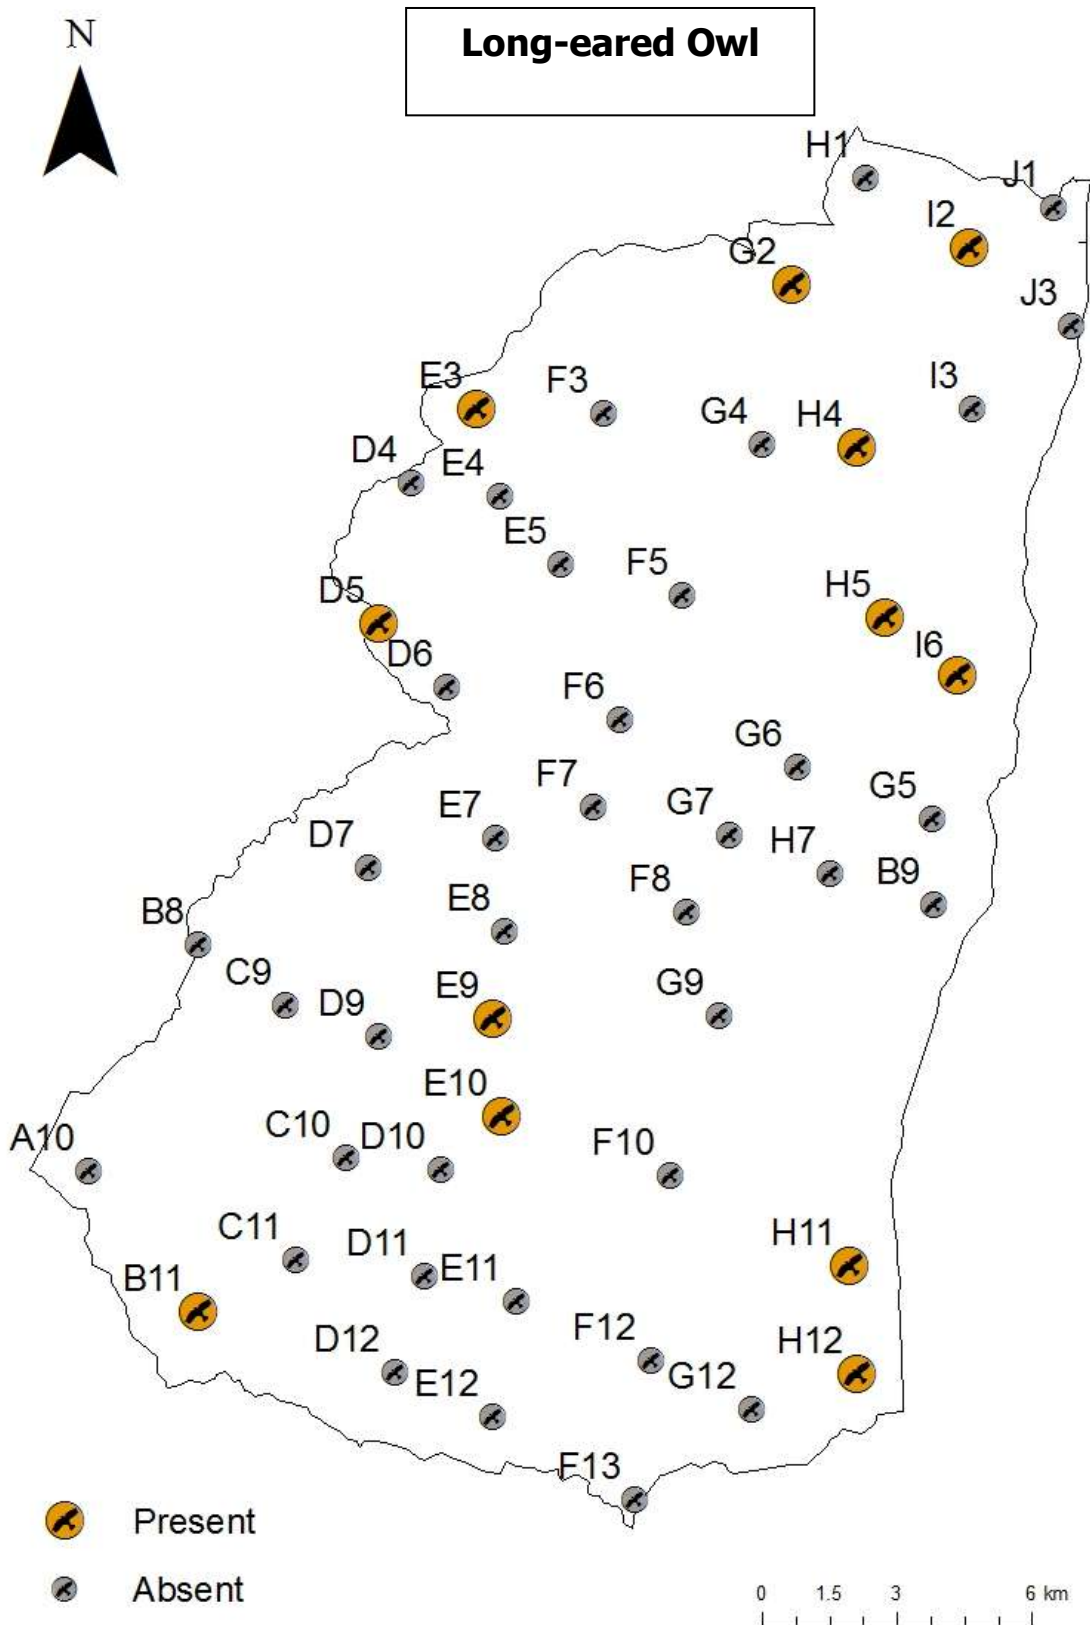 N
Long-eared Owl
H1
J1
I2
G2
J3
E3
F3
I3
G4
H4
D4
E4
E5
F5
D5
H5
D6
I6
F6
G6
F7
E7
G7
G5
D7
H7
F8
B9
B8
E8
C9
D9
E9
G9
E10
A10
C10
D10
F10
C11
D11
H11
B11
E11
D12
F12
H12
E12
G12
F13
Present
Absent
0 1.5 3 6 km